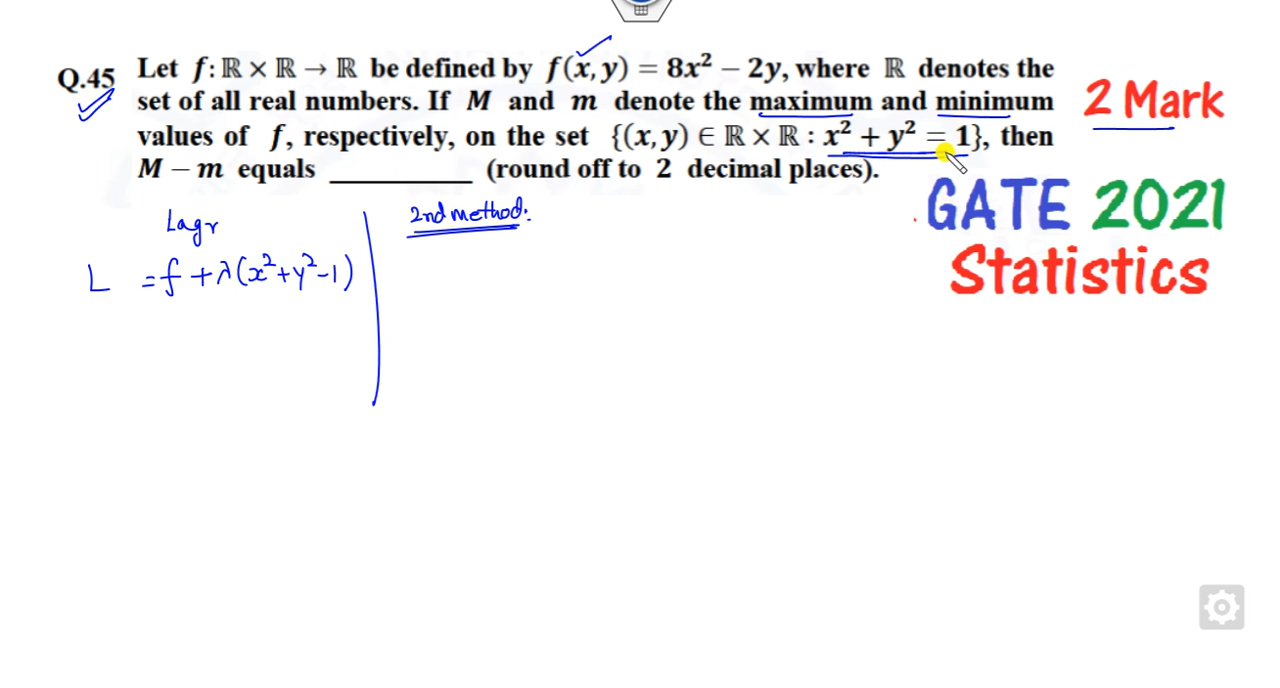 Q.45 Let f: ℝ × ℝ → ℝ be defined by f(x, y) = 8x² − 2y, where ℝ denotes the
set of all real numbers. If M and m denote the maximum and minimum
values of f, respectively, on the set {(x, y) ∈ ℝ × ℝ : x² + y² = 1}, then
M − m equals __________ (round off to 2 decimal places).
2 Mark
GATE 2021
Statistics
Lagr
L = f + λ(x² + y² − 1)
2nd method: